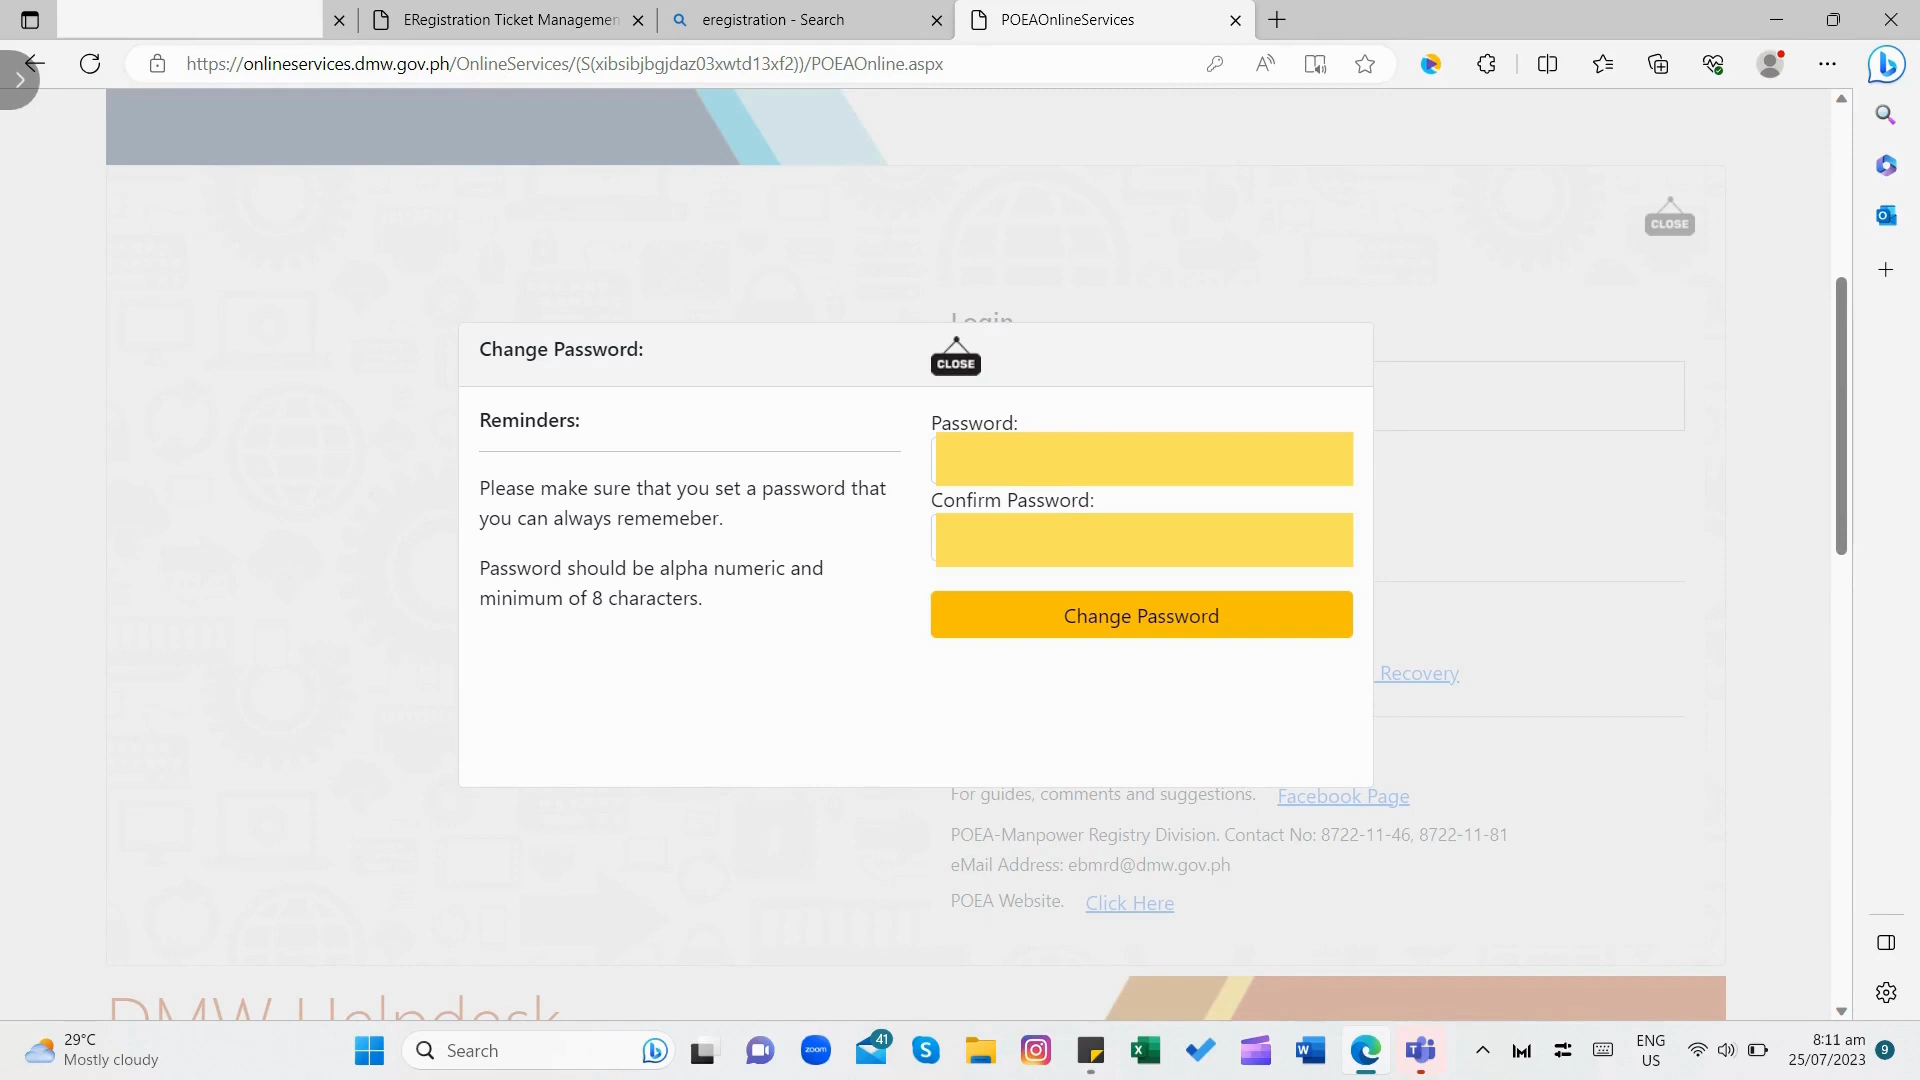 ERegistration Ticket Managemen
eregistration - Search
POEAOnlineServices
https://onlineservices.dmw.gov.ph/OnlineServices/(S(xibsibjbgjdaz03xwtd13xf2))/POEAOnline.aspx
CLOSE
Login
Change Password:
CLOSE
Reminders:
Please make sure that you set a password that
you can always rememeber.
Password should be alpha numeric and
minimum of 8 characters.
Password:
Confirm Password:
Change Password
Recovery
For guides, comments and suggestions. Facebook Page
POEA-Manpower Registry Division. Contact No: 8722-11-46, 8722-11-81
eMail Address: ebmrd@dmw.gov.ph
POEA Website. Click Here
DMW Helpdesk
29°C
Mostly cloudy
Search
zoom
41
ENG
US
8:11 am
25/07/2023
9